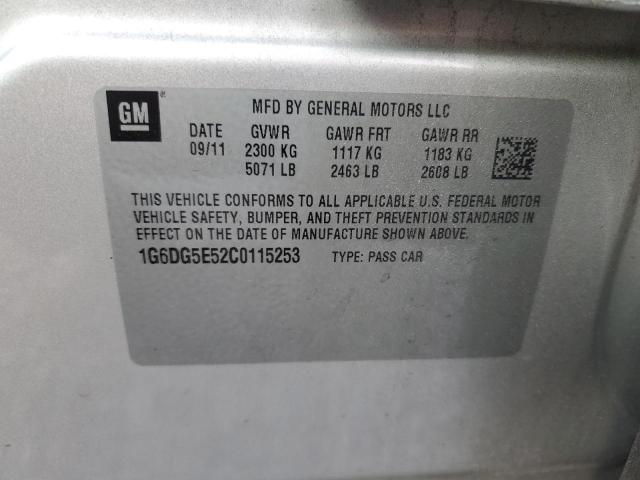 GM
MFD BY GENERAL MOTORS LLC
DATE GVWR GAWR FRT GAWR RR
09/11 2300 KG 1117 KG 1183 KG
5071 LB 2463 LB 2608 LB
THIS VEHICLE CONFORMS TO ALL APPLICABLE U.S. FEDERAL MOTOR
VEHICLE SAFETY, BUMPER, AND THEFT PREVENTION STANDARDS IN
EFFECT ON THE DATE OF MANUFACTURE SHOWN ABOVE.
1G6DG5E52C0115253 TYPE: PASS CAR